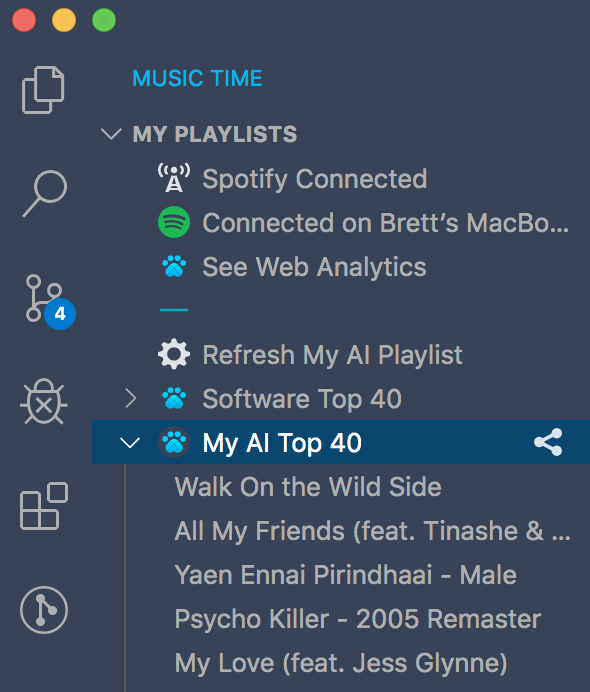 MUSIC TIME
MY PLAYLISTS
Spotify Connected
Connected on Brett’s MacBo...
See Web Analytics
4
Refresh My AI Playlist
Software Top 40
My AI Top 40
Walk On the Wild Side
All My Friends (feat. Tinashe & ...
Yaen Ennai Pirindhaai - Male
Psycho Killer - 2005 Remaster
My Love (feat. Jess Glynne)